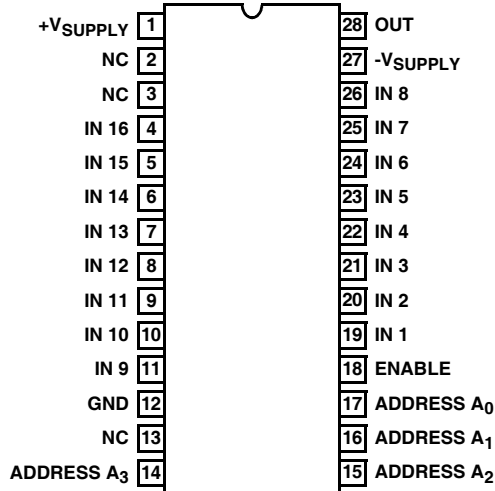 +VSUPPLY 1 28 OUT
NC 2 27 -VSUPPLY
NC 3 26 IN 8
IN 16 4 25 IN 7
IN 15 5 24 IN 6
IN 14 6 23 IN 5
IN 13 7 22 IN 4
IN 12 8 21 IN 3
IN 11 9 20 IN 2
IN 10 10 19 IN 1
IN 9 11 18 ENABLE
GND 12 17 ADDRESS A0
NC 13 16 ADDRESS A1
ADDRESS A3 14 15 ADDRESS A2